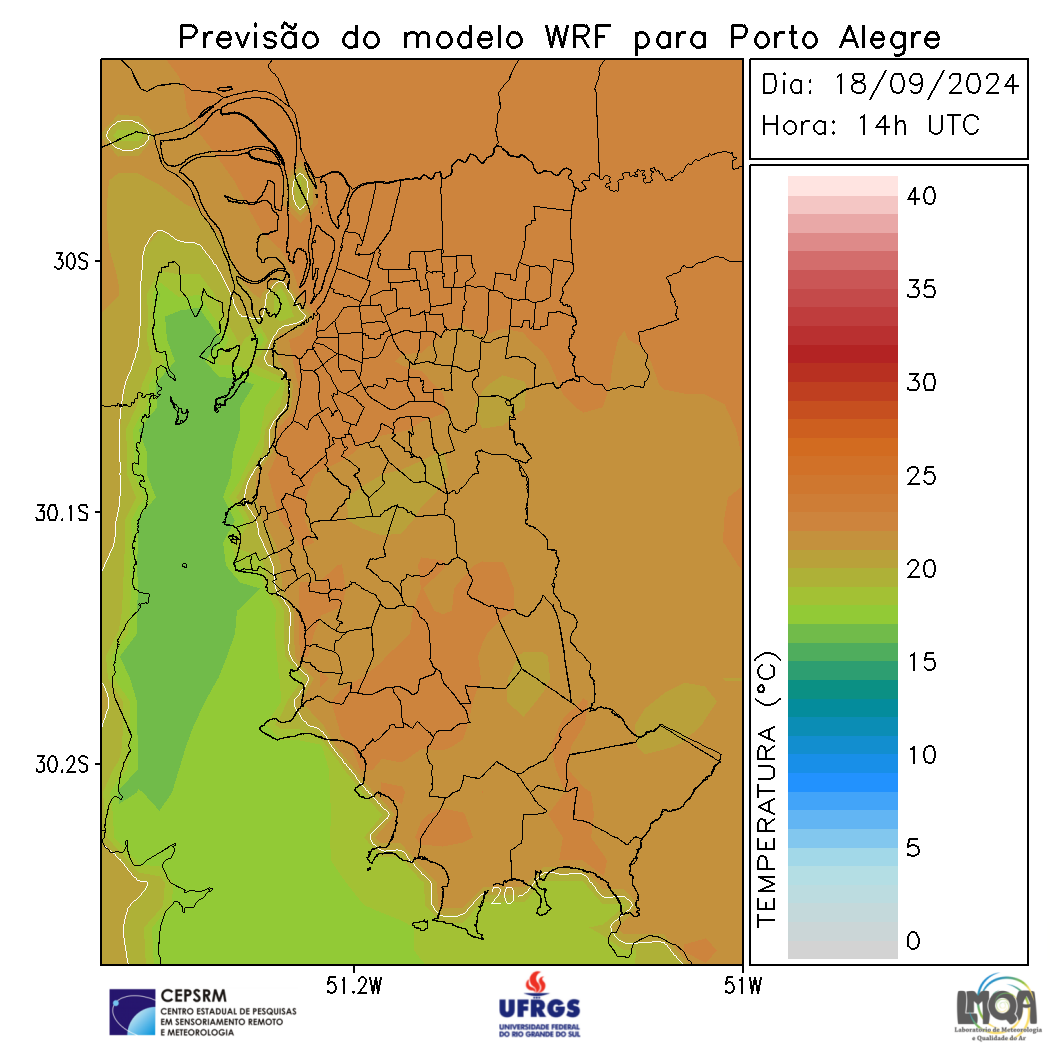 Previsão do modelo WRF para Porto Alegre
Dia: 18/09/2024
Hora: 14h UTC
40
35
30
25
20
15
10
5
0
TEMPERATURA (°C)
30S
30.1S
30.2S
20
51.2W
51W
CEPSRM
CENTRO ESTADUAL DE PESQUISAS
EM SENSORIAMENTO REMOTO
E METEOROLOGIA
UFRGS
UNIVERSIDADE FEDERAL
DO RIO GRANDE DO SUL
LMQA
Laboratório de Meteorologia
e Qualidade do Ar